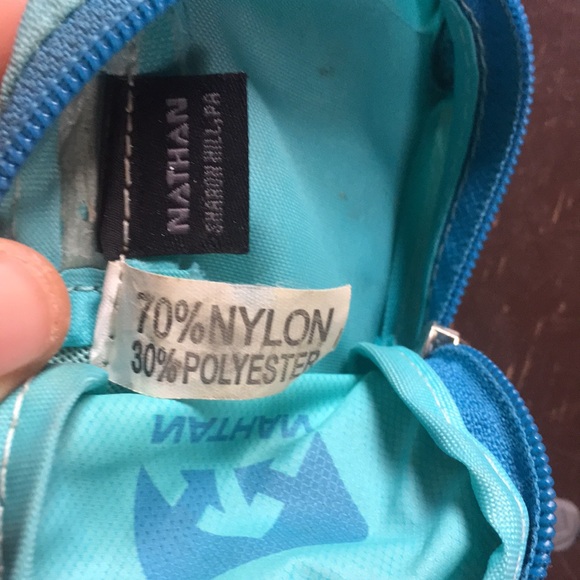 NATHAN
SHARON HILL, PA
70% NYLON
30% POLYESTER
NATHAN